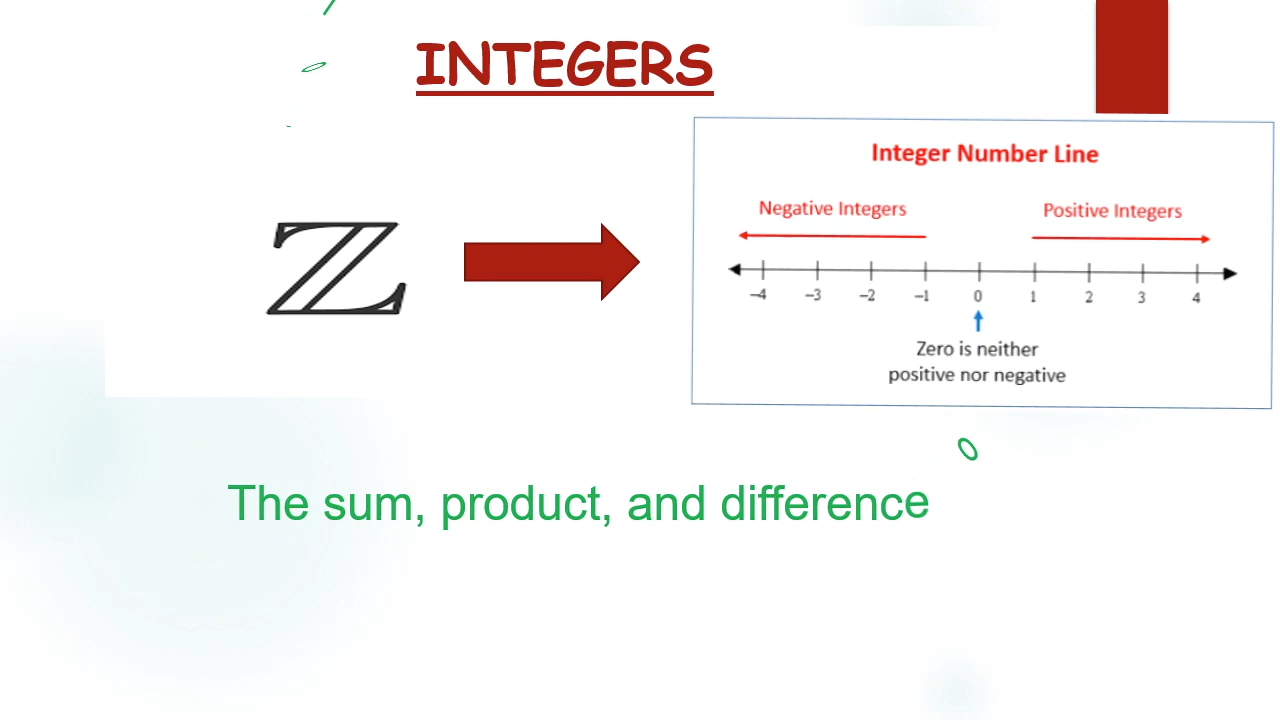 INTEGERS
ℤ
Integer Number Line
Negative Integers Positive Integers
–4 –3 –2 –1 0 1 2 3 4
Zero is neither
positive nor negative
The sum, product, and difference